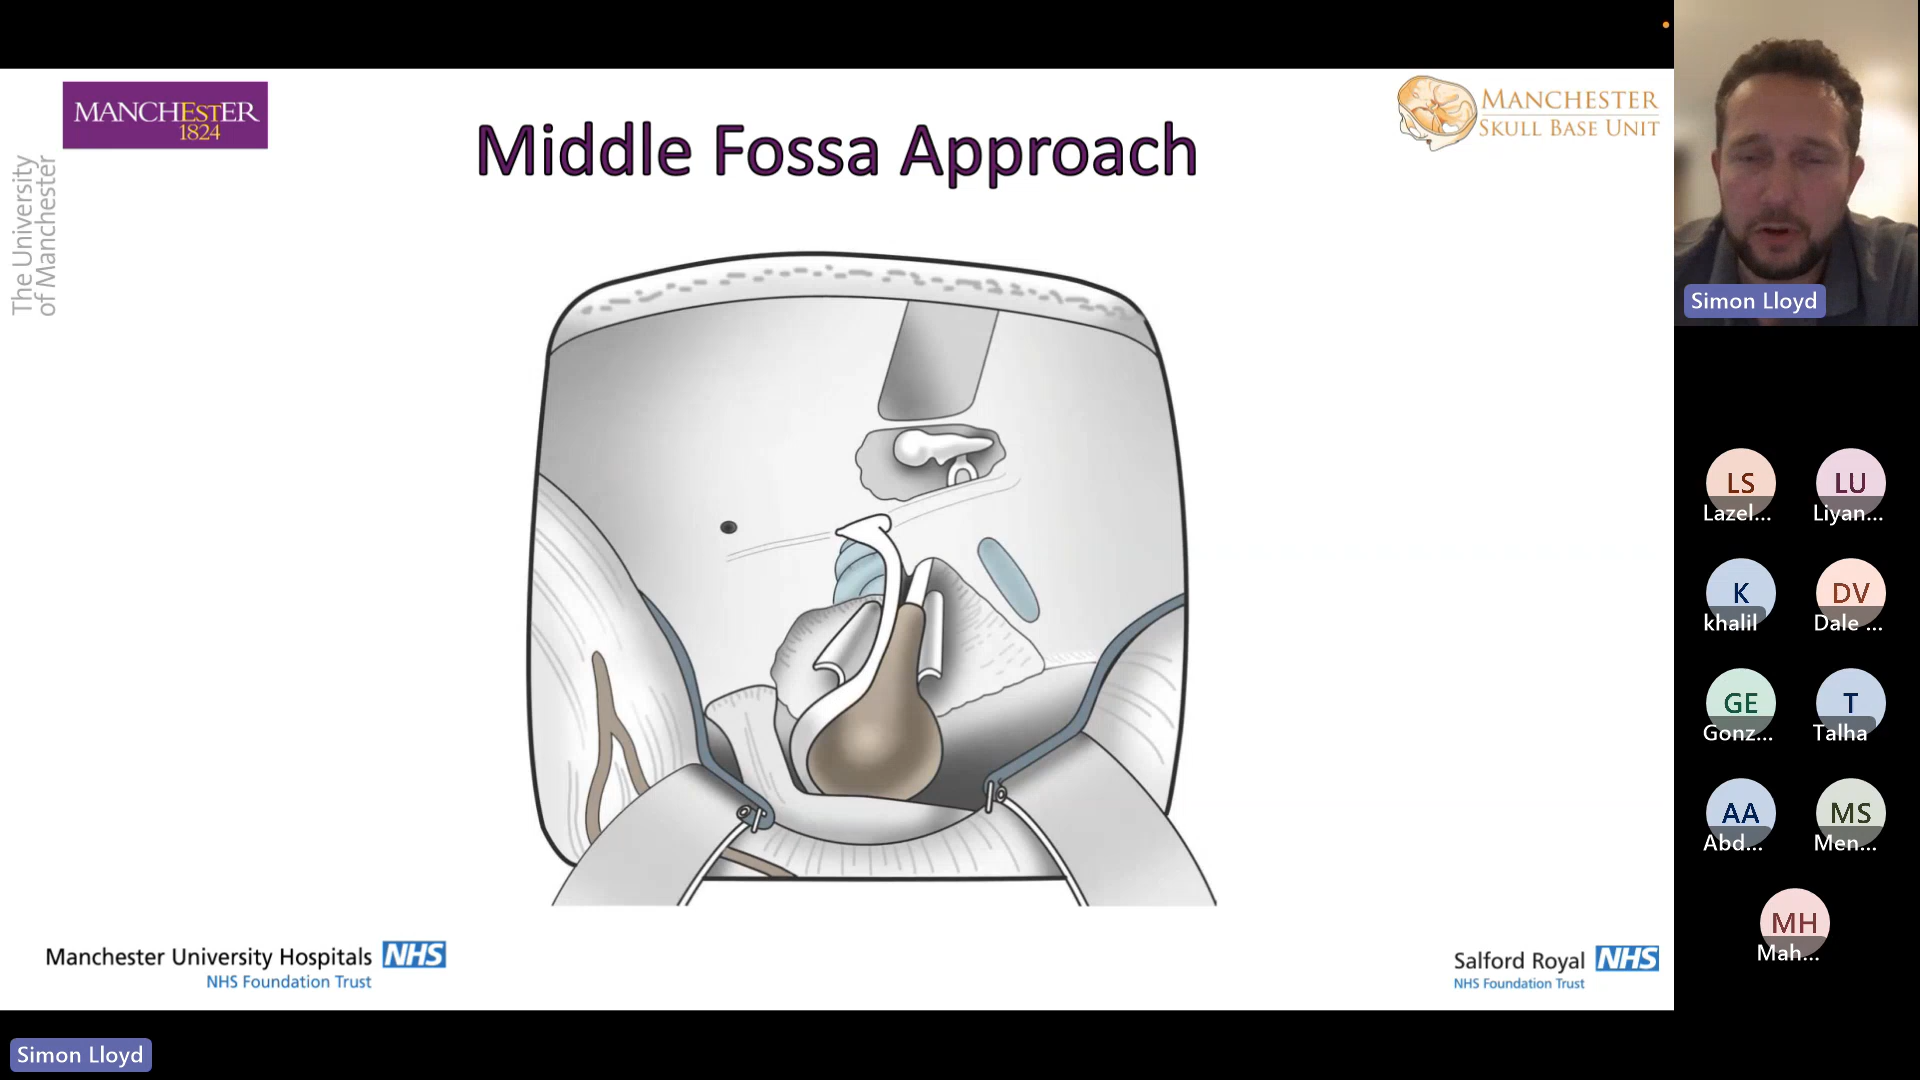 MANCHESTER
1824
The University
of Manchester
Middle Fossa Approach
MANCHESTER
SKULL BASE UNIT
Simon Lloyd
LS
Lazel...
LU
Liyan...
K
khalil
DV
Dale ...
GE
Gonz...
T
Talha
AA
Abd...
MS
Men...
MH
Mah...
Manchester University Hospitals NHS
NHS Foundation Trust
Salford Royal NHS
NHS Foundation Trust
Simon Lloyd